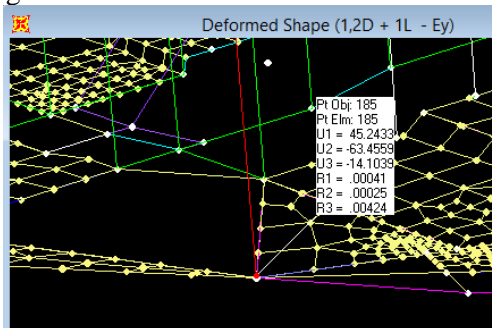 Deformed Shape (1,2D + 1L - Ey)
Pt Obj: 185
Pt Elm: 185
U1 = 45.2433
U2 = -63.4559
U3 = -14.1039
R1 = .00041
R2 = .00025
R3 = .00424